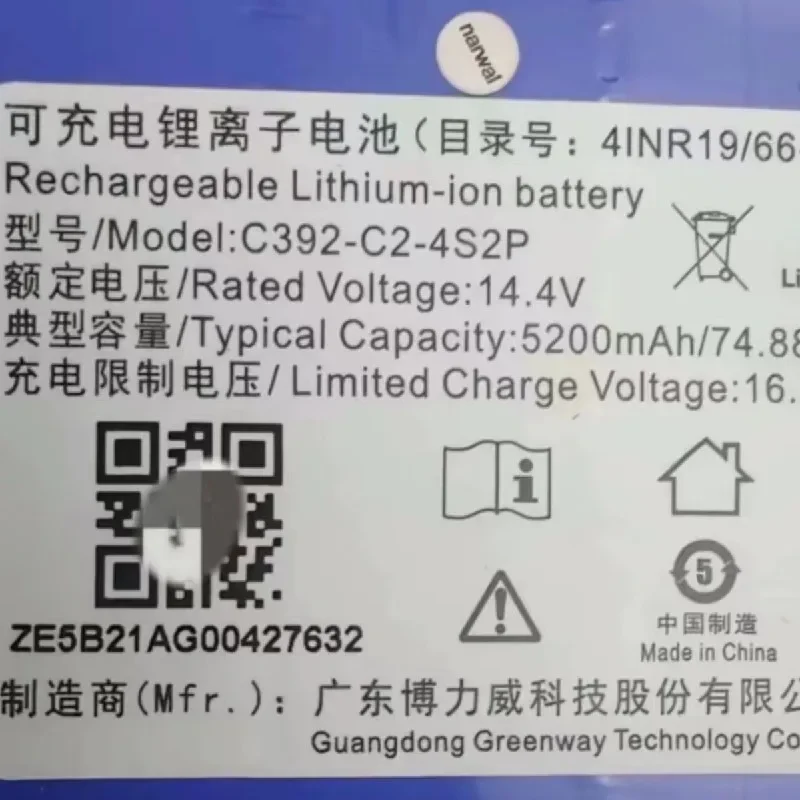 narwal
可充电锂离子电池（目录号：4INR19/66
Rechargeable Lithium-ion battery
型号/Model:C392-C2-4S2P
Li
额定电压/Rated Voltage:14.4V
典型容量/Typical Capacity:5200mAh/74.88
充电限制电压/ Limited Charge Voltage:16.
5
ZE5B21AG00427632
中国制造
Made in China
制造商(Mfr.)：广东博力威科技股份有限公
Guangdong Greenway Technology Co